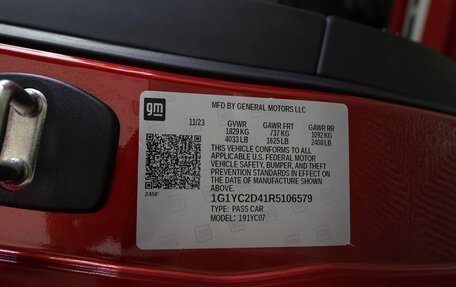 gm
MFD BY GENERAL MOTORS LLC
11/23 GVWR GAWR FRT GAWR RR
1829 KG /37 KG 1092 KG
4033 LB 1625 LB 2408 LB
THIS VEHICLE CONFORMS TO ALL
APPLICABLE U.S. FEDERAL MOTOR
VEHICLE SAFETY, BUMPER, AND THEFT
PREVENTION STANDARDS IN EFFECT ON
THE DATE OF MANUFACTURE SHOWN ABOVE
1G1YC2D41R5106579
TYPE: PASS CAR
MODEL: 191YC07
245F